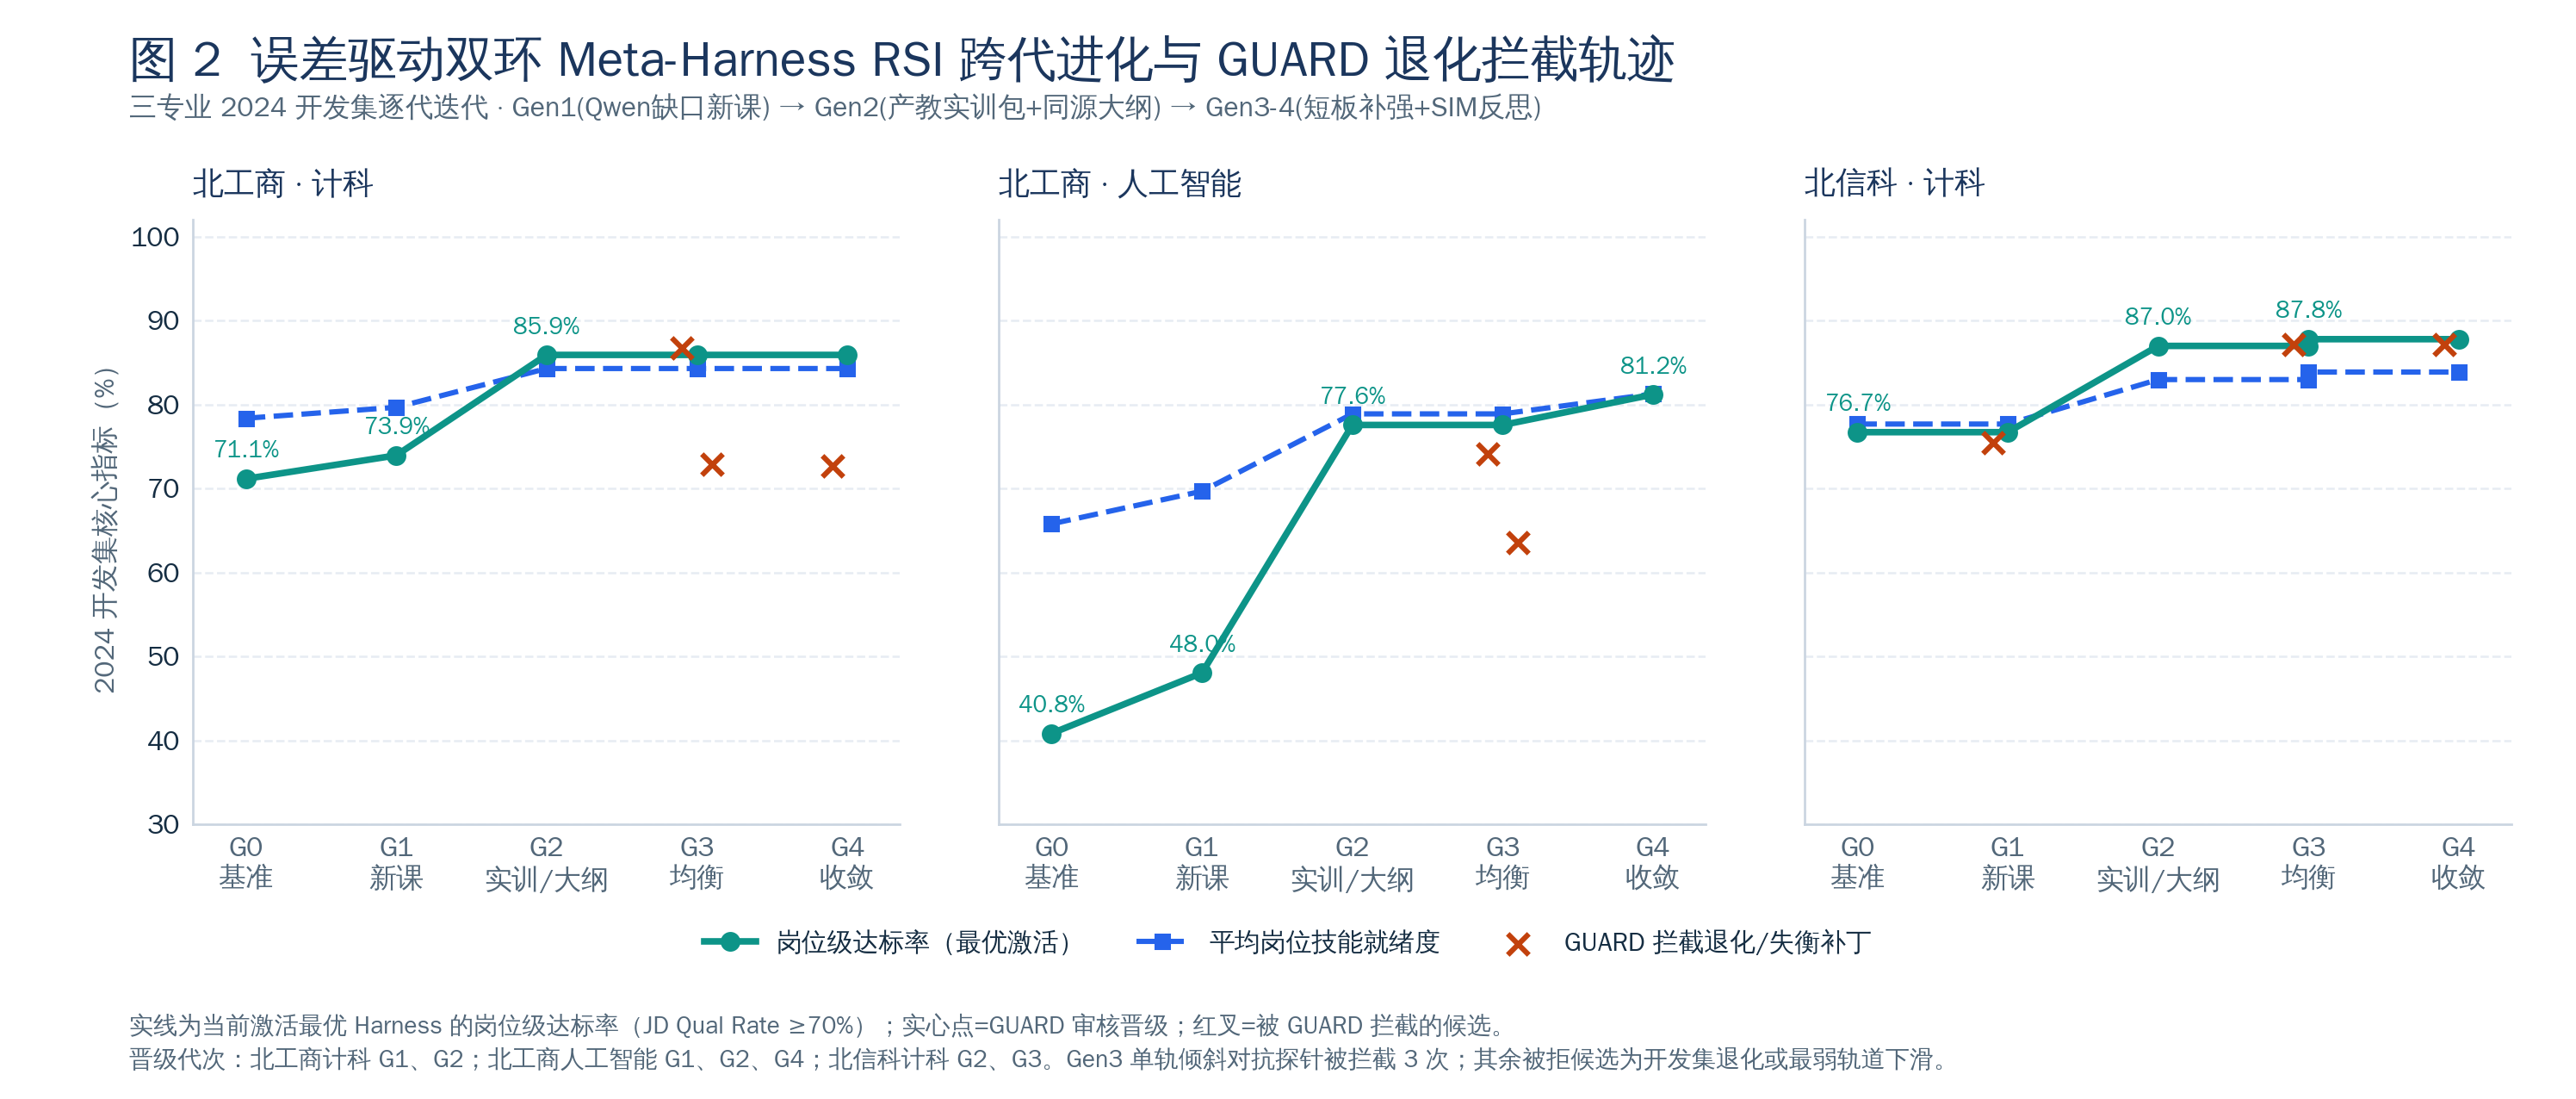 图 2 误差驱动双环 Meta-Harness RSI 跨代进化与 GUARD 退化拦截轨迹
三专业 2024 开发集逐代迭代 · Gen1(Qwen缺口新课) → Gen2(产教实训包+同源大纲) → Gen3-4(短板补强+SIM反思)
北工商 · 计科
2024 开发集核心指标（%）
100
90
80
70
60
50
40
30
71.1%
73.9%
85.9%
G0
基准
G1
新课
G2
实训/大纲
G3
均衡
G4
收敛
北工商 · 人工智能
40.8%
48.0%
77.6%
81.2%
G0
基准
G1
新课
G2
实训/大纲
G3
均衡
G4
收敛
北信科 · 计科
76.7%
87.0%
87.8%
G0
基准
G1
新课
G2
实训/大纲
G3
均衡
G4
收敛
岗位级达标率（最优激活）
平均岗位技能就绪度
GUARD 拦截退化/失衡补丁
实线为当前激活最优 Harness 的岗位级达标率（JD Qual Rate ≥70%）；实心点=GUARD 审核晋级；红叉=被 GUARD 拦截的候选。
晋级代次：北工商计科 G1、G2；北工商人工智能 G1、G2、G4；北信科计科 G2、G3。Gen3 单轨倾斜对抗探针被拦截 3 次；其余被拒候选为开发集退化或最弱轨道下滑。